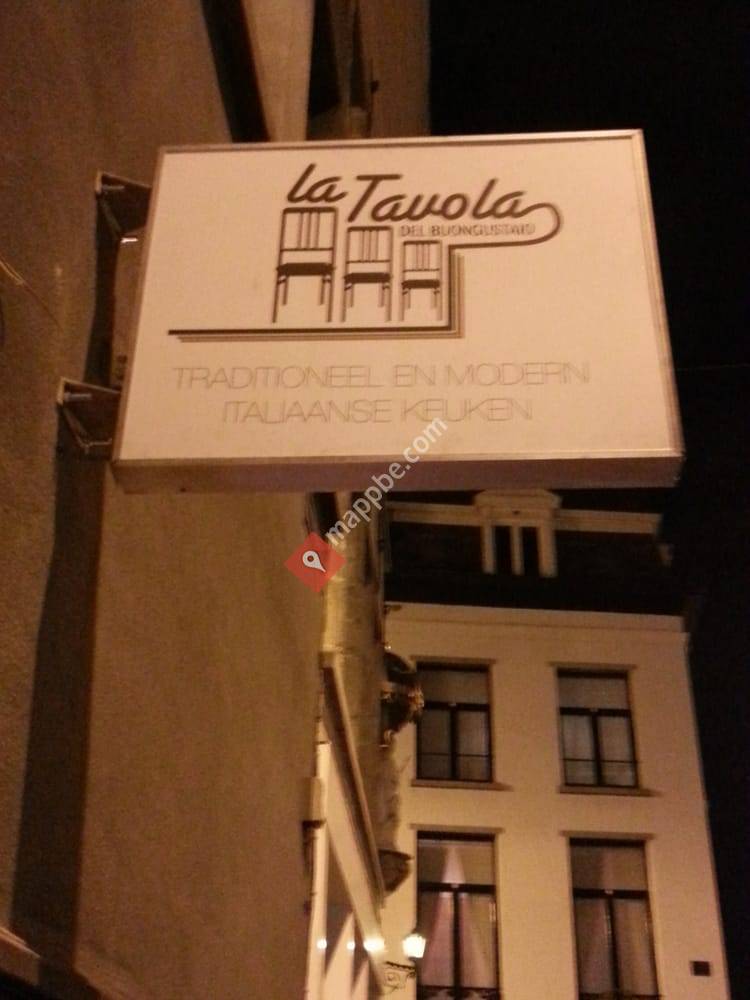 la Tavola
DEL BUONGUSTAIO
TRADITIONEEL EN MODERN
ITALIAANSE KEUKEN
mappbe.com